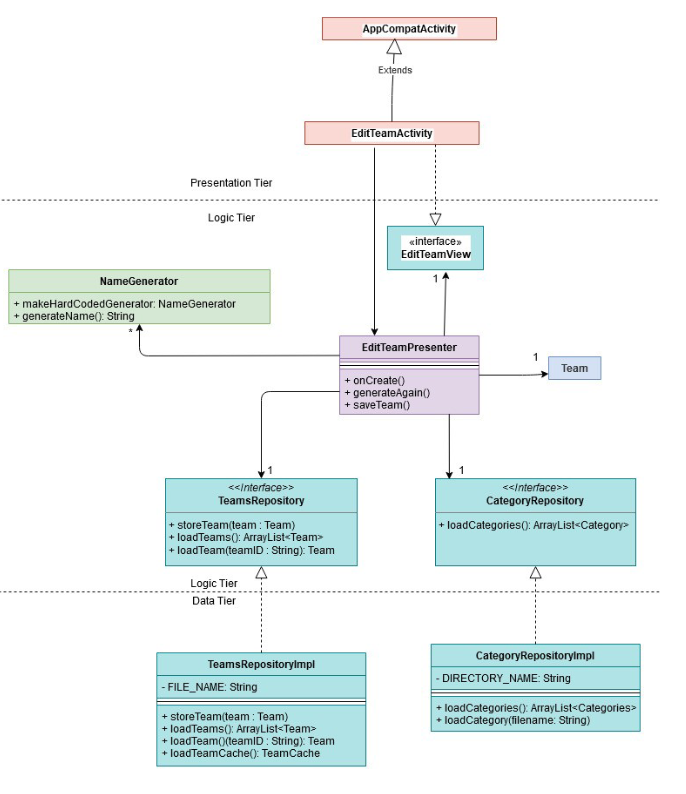 AppCompatActivity
Extends
EditTeamActivity
Presentation Tier
Logic Tier
«interface»
EditTeamView
1
NameGenerator
+ makeHardCodedGenerator: NameGenerator
+ generateName(): String
*
EditTeamPresenter
+ onCreate()
+ generateAgain()
+ saveTeam()
1
Team
1
1
<<Interface>>
TeamsRepository
+ storeTeam(team : Team)
+ loadTeams(): ArrayList<Team>
+ loadTeam(teamID : String): Team
<<Interface>>
CategoryRepository
+ loadCategories(): ArrayList<Category>
Logic Tier
Data Tier
TeamsRepositoryImpl
- FILE_NAME: String
+ storeTeam(team : Team)
+ loadTeams(): ArrayList<Team>
+ loadTeam()(teamID : String): Team
+ loadTeamCache(): TeamCache
CategoryRepositoryImpl
- DIRECTORY_NAME: String
+ loadCategories(): ArrayList<Categories>
+ loadCategory(filename: String)